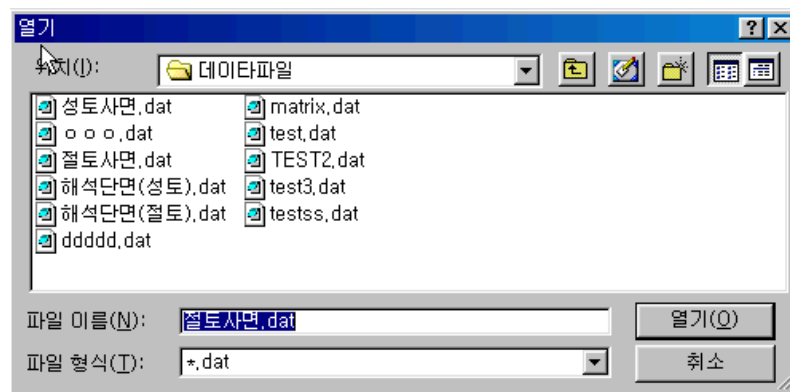 열기
위치(I):
데이타파일
성토사면.dat
ㅇㅇㅇ.dat
절토사면.dat
해석단면(성토).dat
해석단면(절토).dat
ddddd.dat
matrix.dat
test.dat
TEST2.dat
test3.dat
testss.dat
파일 이름(N):
절토사면.dat
열기(O)
파일 형식(T):
*.dat
취소